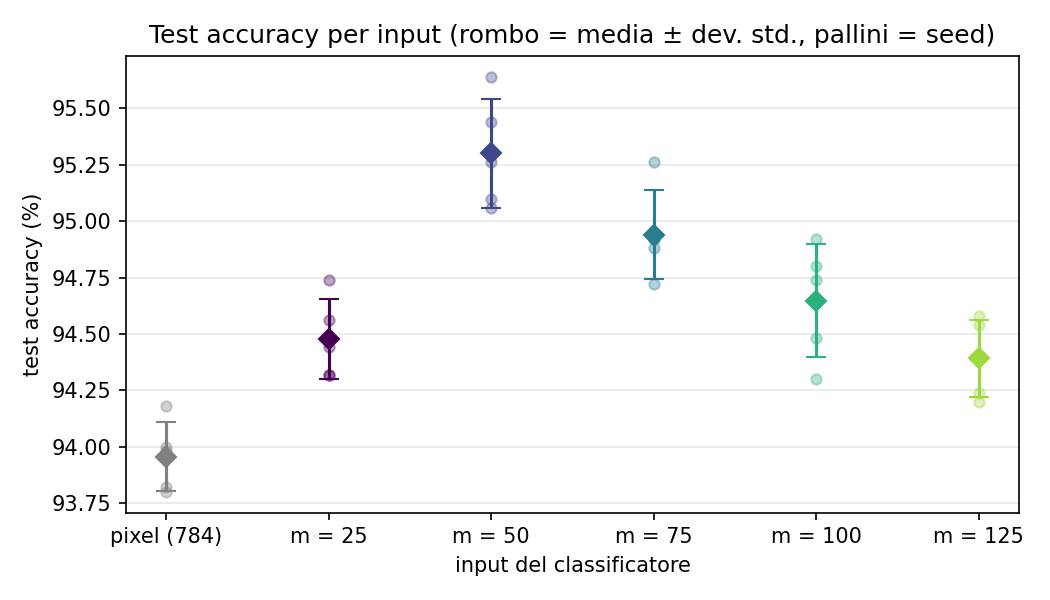 Test accuracy per input (rombo = media ± dev. std., pallini = seed)
test accuracy (%)
95.50
95.25
95.00
94.75
94.50
94.25
94.00
93.75
pixel (784)
m = 25
m = 50
m = 75
m = 100
m = 125
input del classificatore